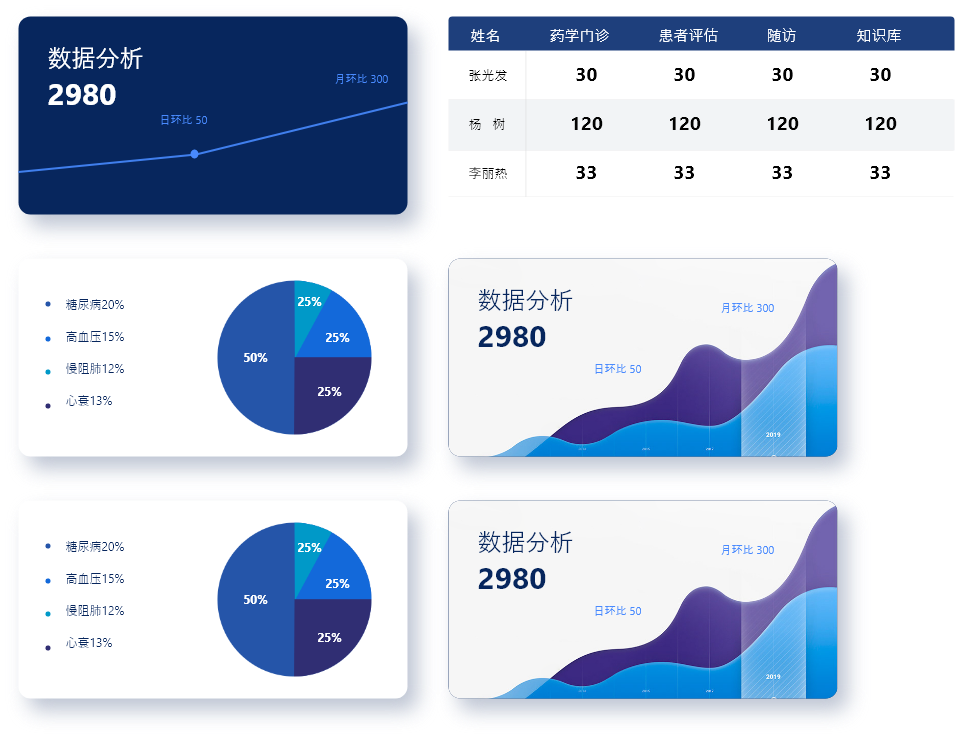 数据分析
2980
月环比 300
日环比 50
姓名 药学门诊 患者评估 随访 知识库
张光发 30 30 30 30
杨 树 120 120 120 120
李丽热 33 33 33 33
糖尿病20%
高血压15%
慢阻肺12%
心衰13%
25%
25%
50%
25%
数据分析
2980
月环比 300
日环比 50
2019
糖尿病20%
高血压15%
慢阻肺12%
心衰13%
25%
25%
50%
25%
数据分析
2980
月环比 300
日环比 50
2019